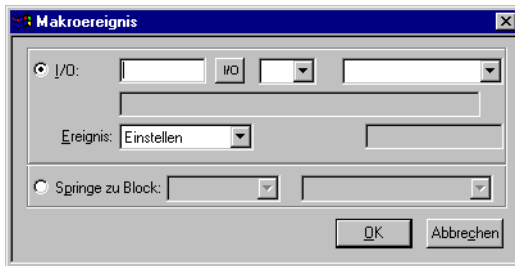 Makroereignis
I/O: I/O
Ereignis: Einstellen
Springe zu Block:
OK Abbrechen